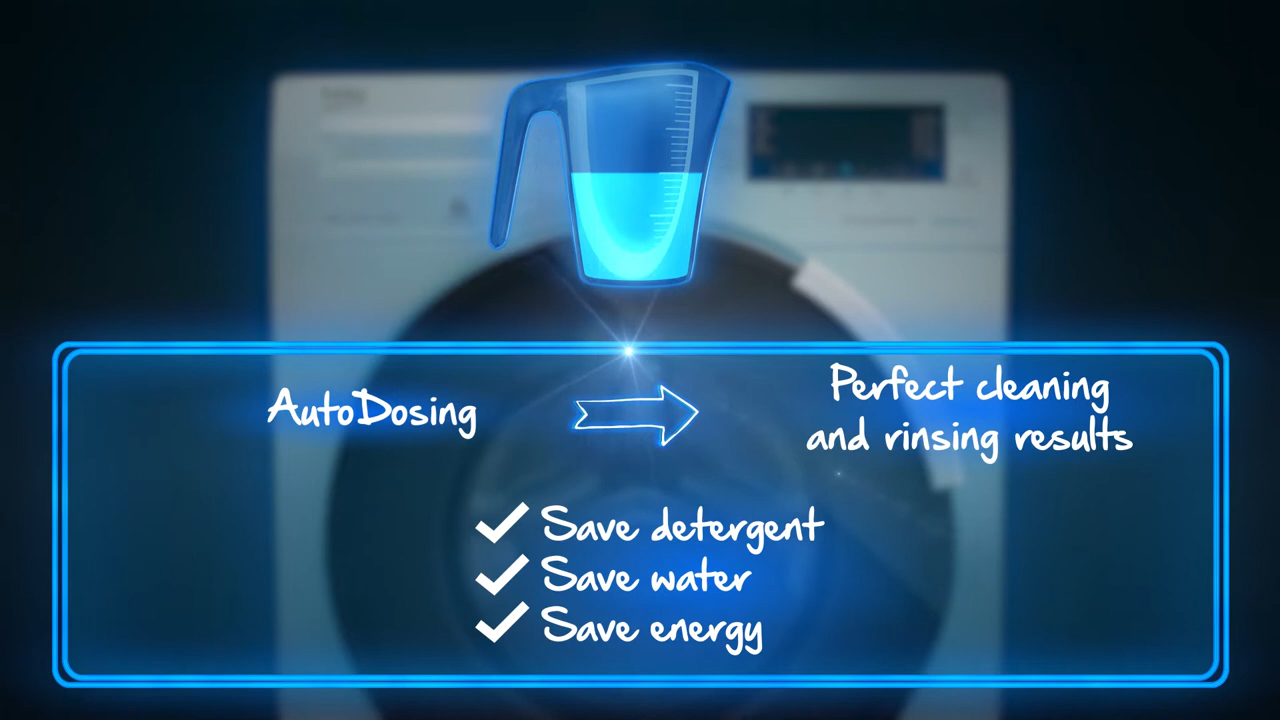 AutoDosing
Perfect cleaning
and rinsing results
Save detergent
Save water
Save energy